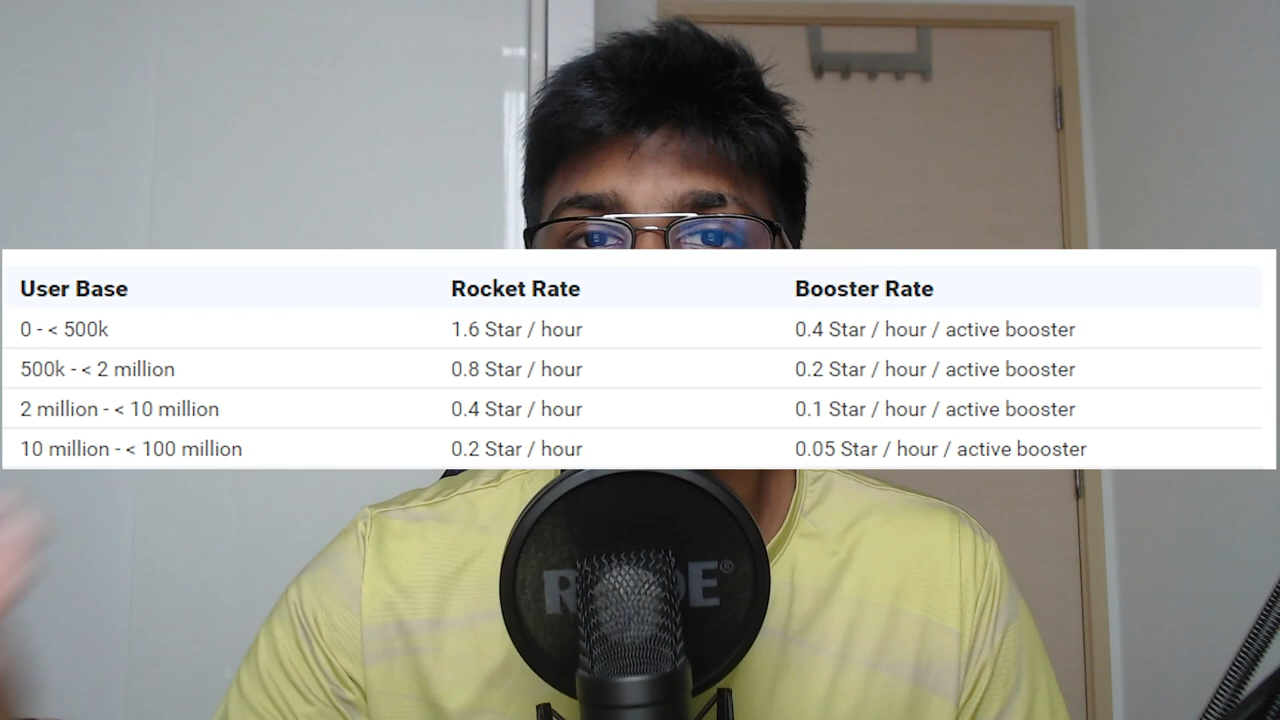 User Base Rocket Rate Booster Rate
0 - < 500k 1.6 Star / hour 0.4 Star / hour / active booster
500k - < 2 million 0.8 Star / hour 0.2 Star / hour / active booster
2 million - < 10 million 0.4 Star / hour 0.1 Star / hour / active booster
10 million - < 100 million 0.2 Star / hour 0.05 Star / hour / active booster
R DE®